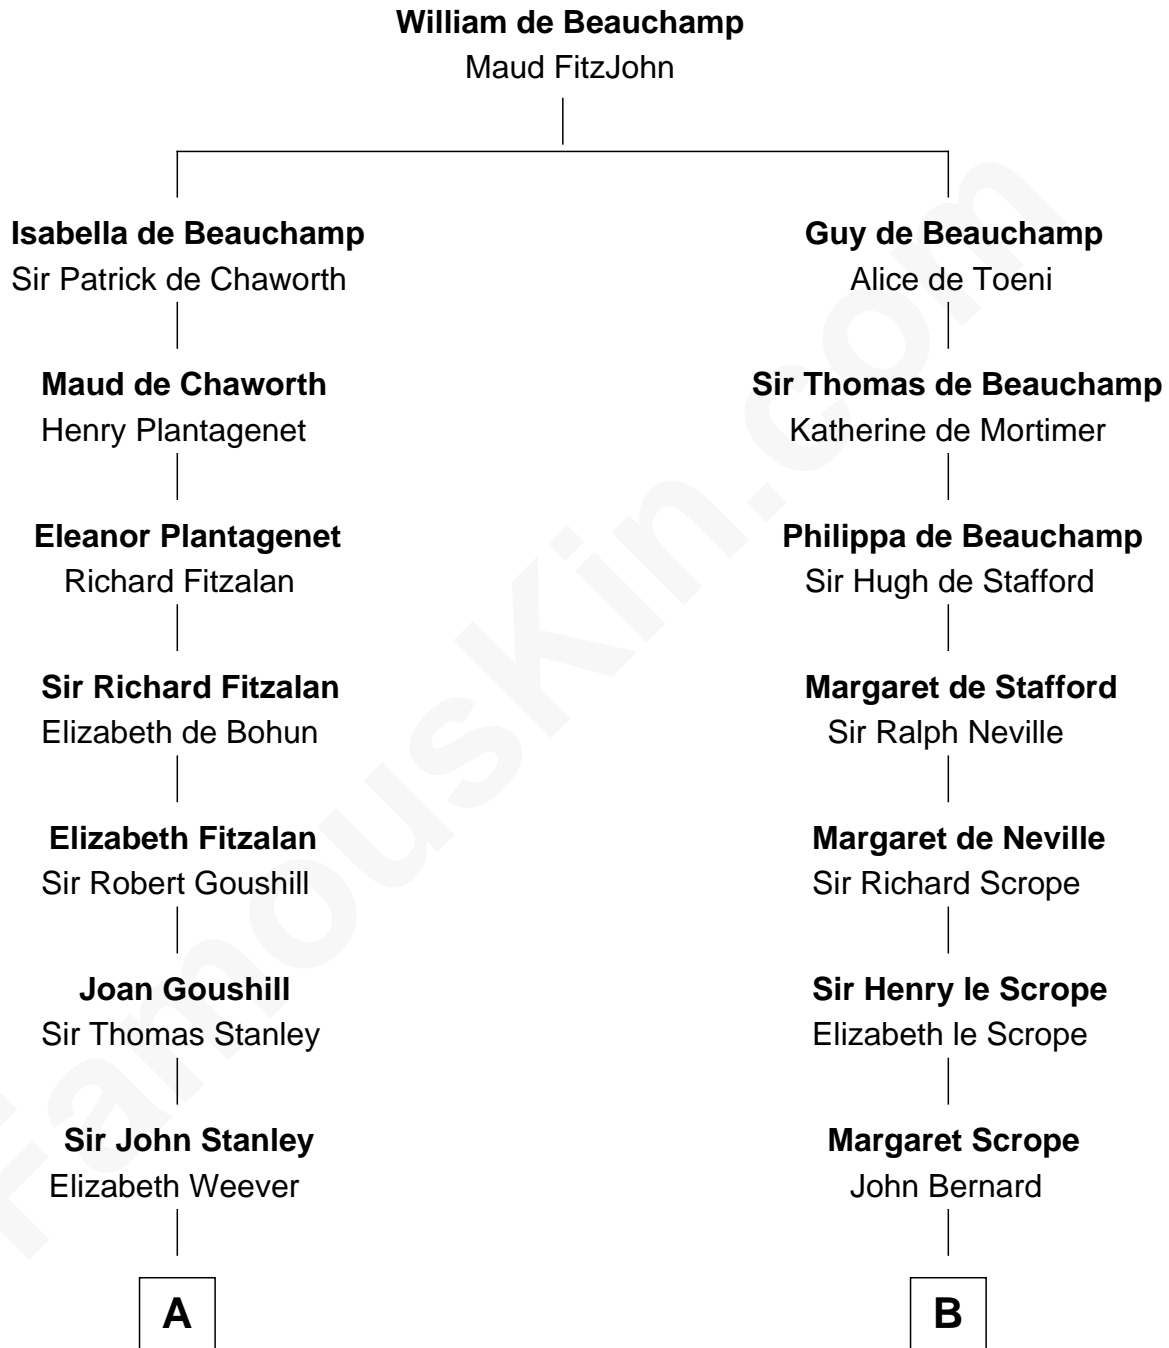 William de Beauchamp
Maud FitzJohn
Isabella de Beauchamp
Sir Patrick de Chaworth
Guy de Beauchamp
Alice de Toeni
Maud de Chaworth
Henry Plantagenet
Sir Thomas de Beauchamp
Katherine de Mortimer
Eleanor Plantagenet
Richard Fitzalan
Philippa de Beauchamp
Sir Hugh de Stafford
Sir Richard Fitzalan
Elizabeth de Bohun
Margaret de Stafford
Sir Ralph Neville
Elizabeth Fitzalan
Sir Robert Goushill
Margaret de Neville
Sir Richard Scrope
Joan Goushill
Sir Thomas Stanley
Sir Henry le Scrope
Elizabeth le Scrope
Sir John Stanley
Elizabeth Weever
Margaret Scrope
John Bernard
A
B
FamousKin.com